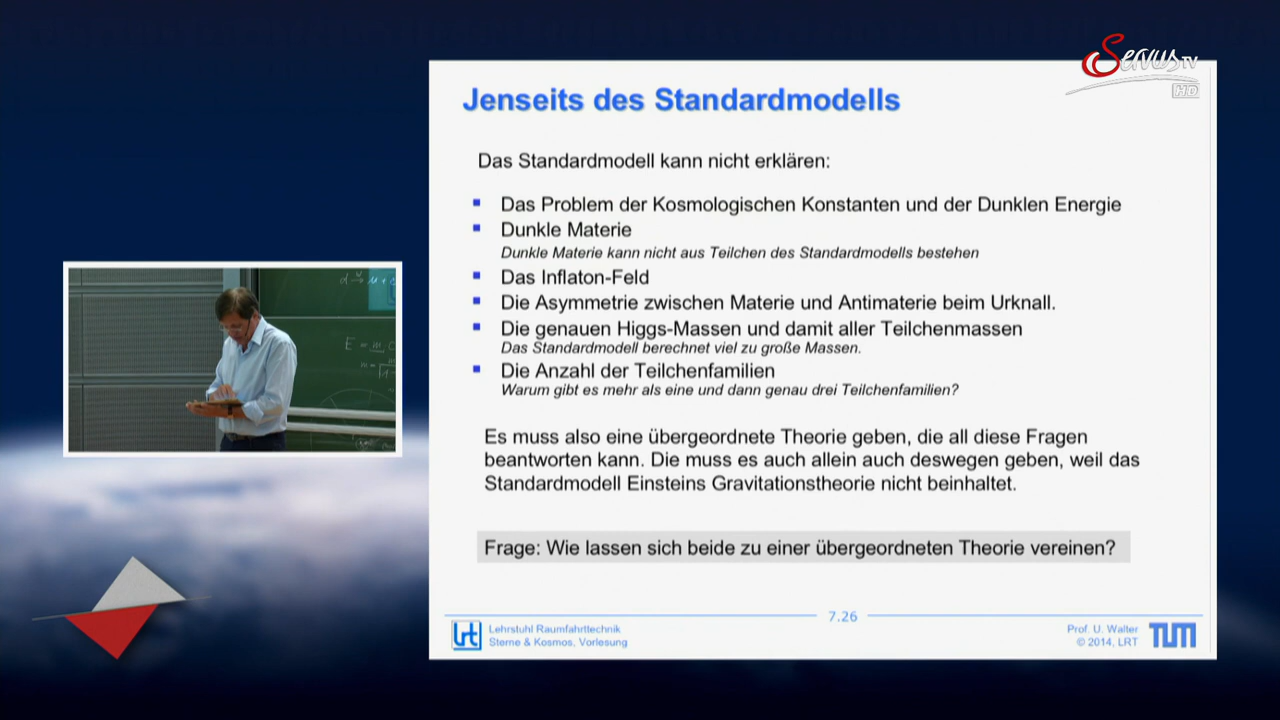 Servus TV
HD
Jenseits des Standardmodells
Das Standardmodell kann nicht erklären:
Das Problem der Kosmologischen Konstanten und der Dunklen Energie
Dunkle Materie
Dunkle Materie kann nicht aus Teilchen des Standardmodells bestehen
Das Inflaton-Feld
Die Asymmetrie zwischen Materie und Antimaterie beim Urknall.
Die genauen Higgs-Massen und damit aller Teilchenmassen
Das Standardmodell berechnet viel zu große Massen.
Die Anzahl der Teilchenfamilien
Warum gibt es mehr als eine und dann genau drei Teilchenfamilien?
Es muss also eine übergeordnete Theorie geben, die all diese Fragen
beantworten kann. Die muss es auch allein auch deswegen geben, weil das
Standardmodell Einsteins Gravitationstheorie nicht beinhaltet.
Frage: Wie lassen sich beide zu einer übergeordneten Theorie vereinen?
7.26
lrt
Lehrstuhl Raumfahrttechnik
Sterne & Kosmos, Vorlesung
Prof. U. Walter
© 2014, LRT
TUM